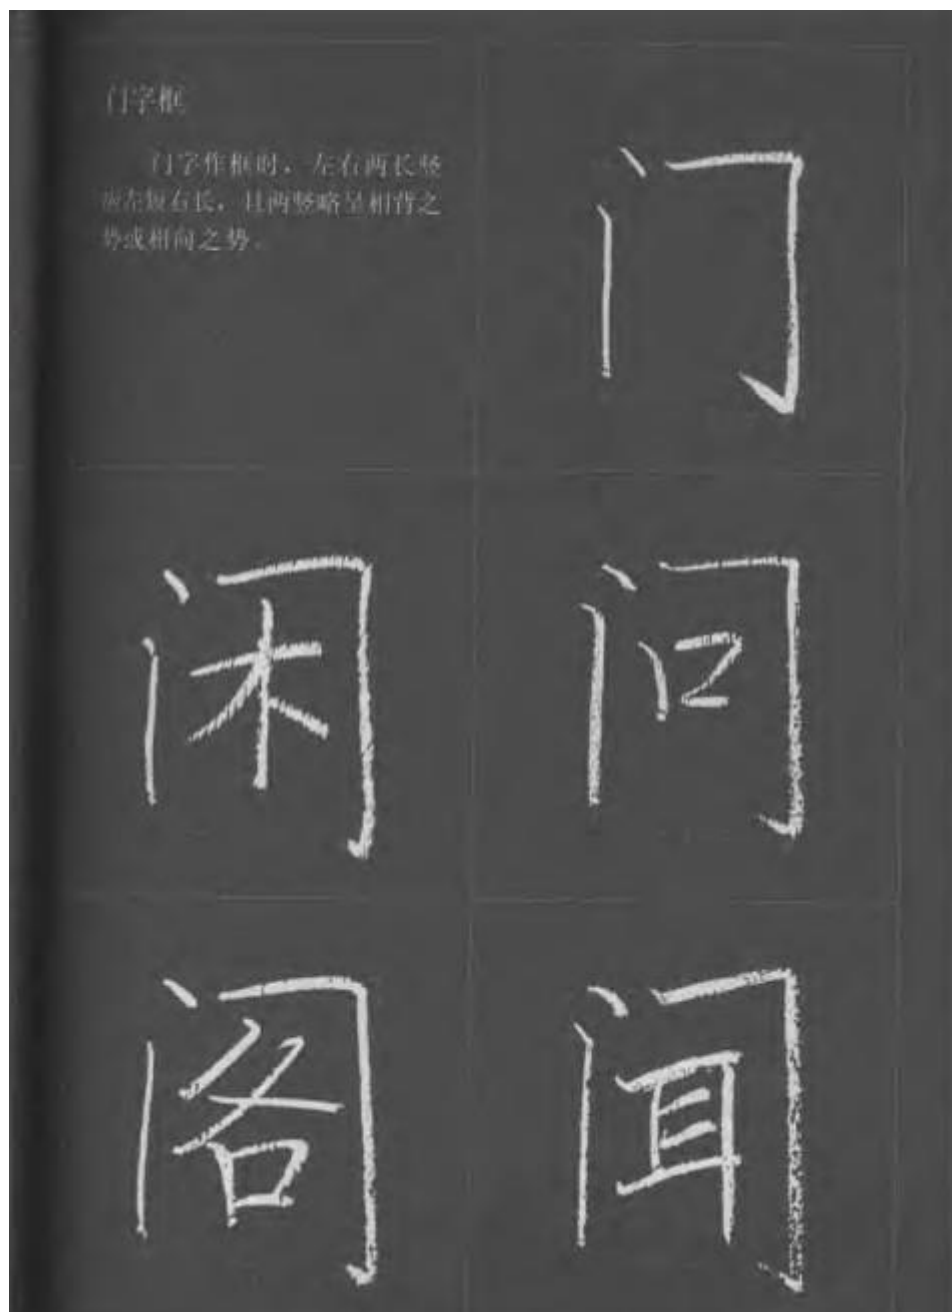 门字框
门字作框时，左右两长竖
应左短右长，且两竖略呈相背之
势或相向之势。
门
闲 问
阁 闻